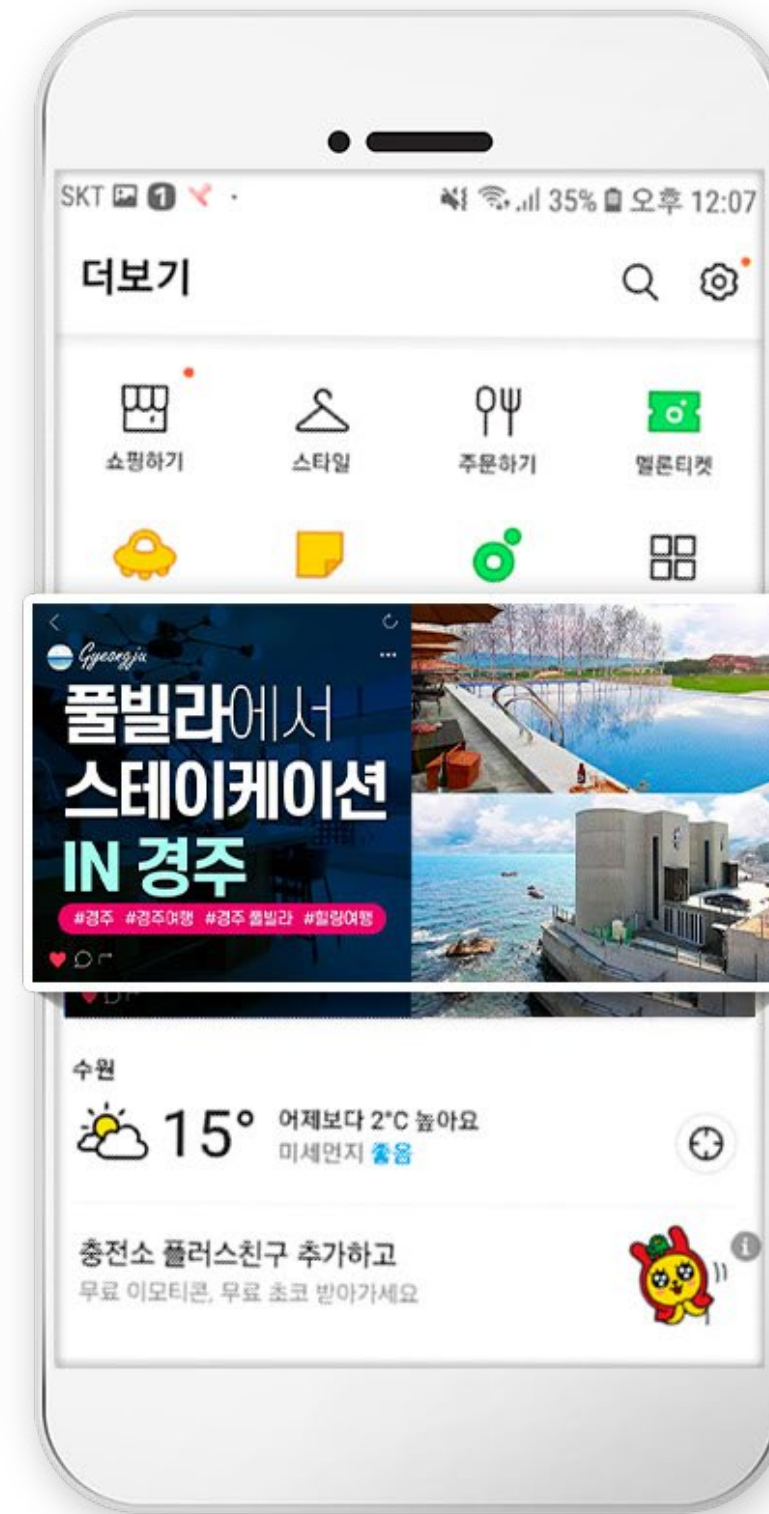 SKT 1 35% 오후 12:07
더보기
쇼핑하기 스타일 주문하기 멜론티켓
Gyeongju
풀빌라에서
스테이케이션
IN 경주
#경주 #경주여행 #경주 풀빌라 #힐링여행
수원
15° 어제보다 2°C 높아요
미세먼지 좋음
충전소 플러스친구 추가하고
무료 이모티콘, 무료 초코 받아가세요